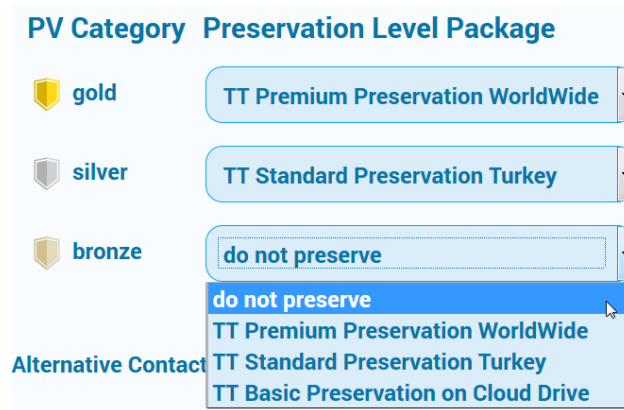 PV Category Preservation Level Package
gold TT Premium Preservation WorldWide
silver TT Standard Preservation Turkey
bronze do not preserve
do not preserve
TT Premium Preservation WorldWide
Alternative Contact TT Standard Preservation Turkey
TT Basic Preservation on Cloud Drive